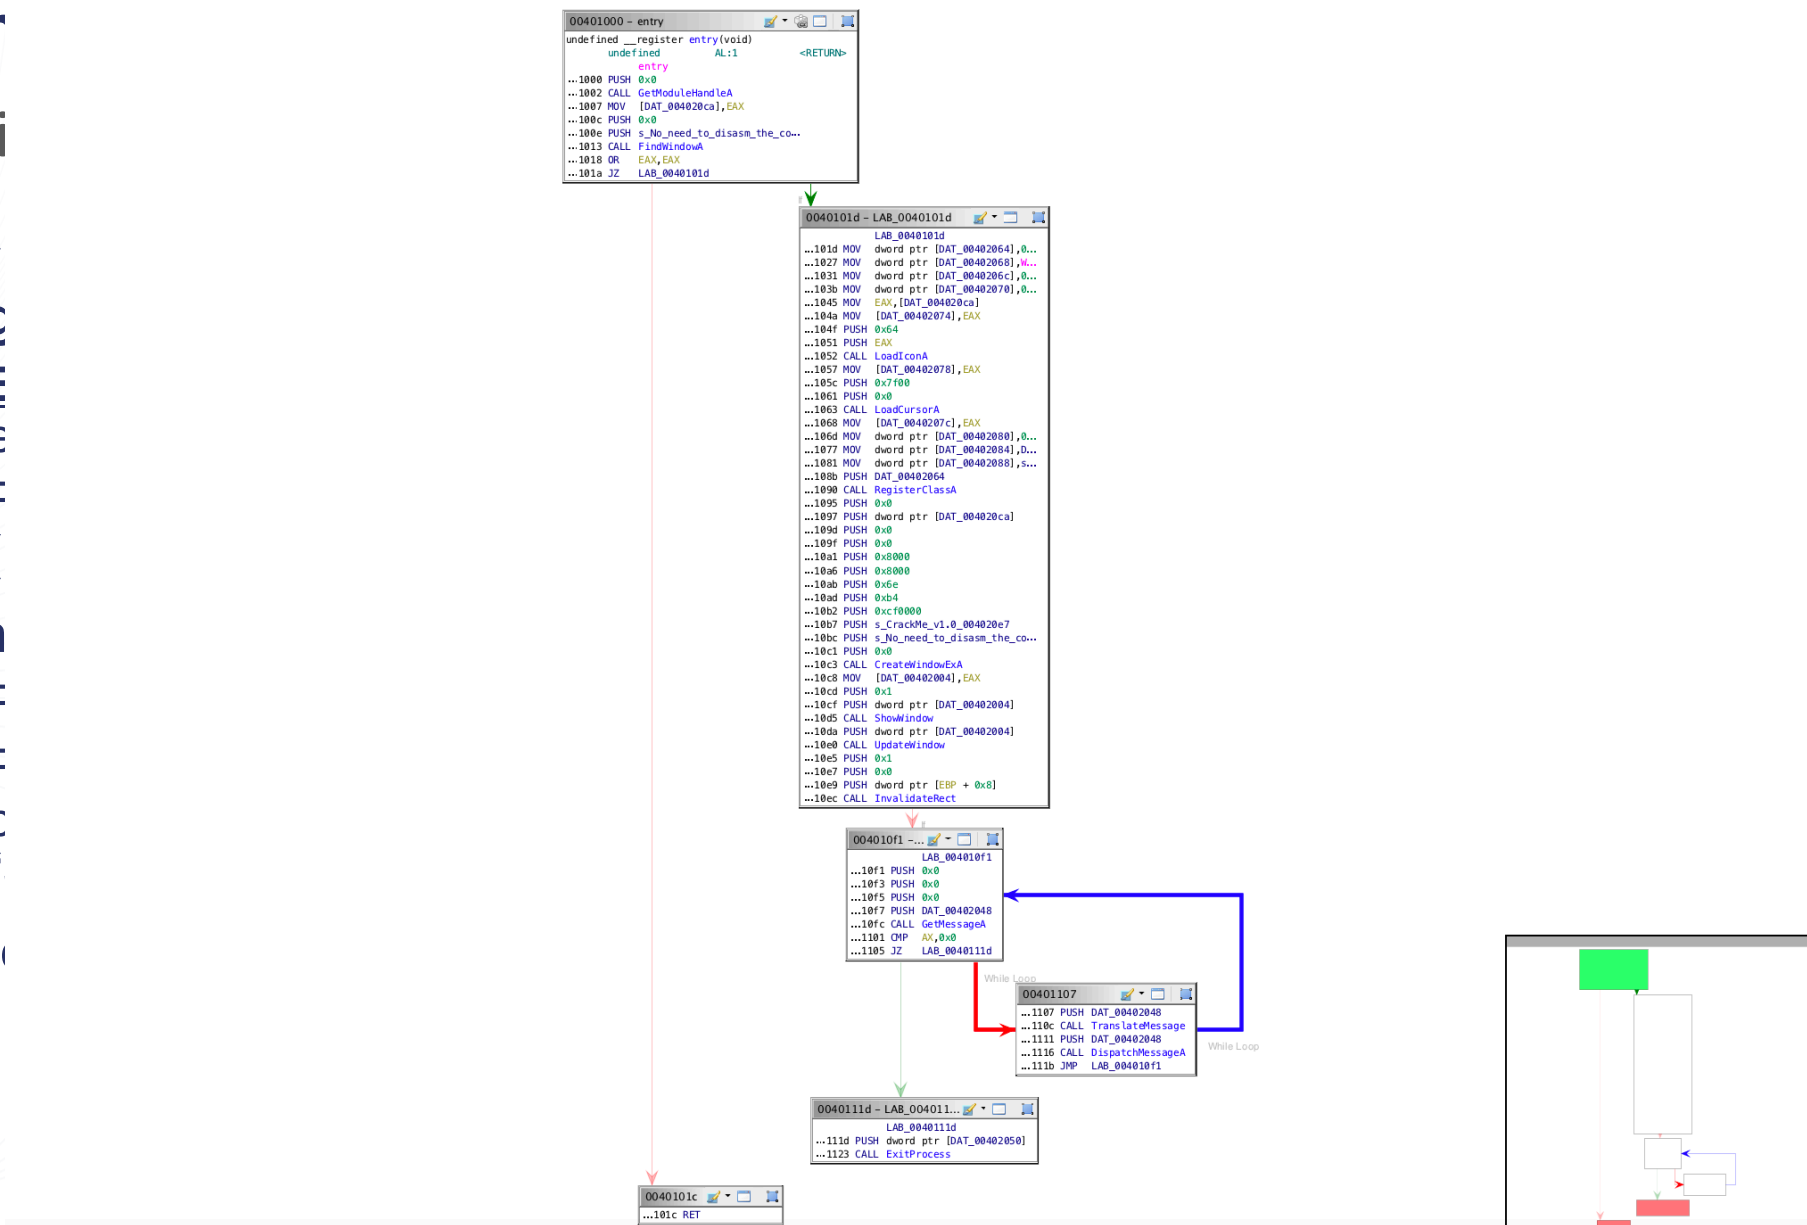 00401000 – entry
undefined __register entry(void)
undefined AL:1 <RETURN>
entry
...1000 PUSH 0x0
...1002 CALL GetModuleHandleA
...1007 MOV [DAT_004020ca],EAX
...100c PUSH 0x0
...100e PUSH s_No_need_to_disasm_the_co...
...1013 CALL FindWindowA
...1018 OR EAX,EAX
...101a JZ LAB_0040101d
0040101d – LAB_0040101d
LAB_0040101d
...101d MOV dword ptr [DAT_00402064],0...
...1027 MOV dword ptr [DAT_00402068],W...
...1031 MOV dword ptr [DAT_0040206c],0...
...103b MOV dword ptr [DAT_00402070],0...
...1045 MOV EAX,[DAT_004020ca]
...104a MOV [DAT_00402074],EAX
...104f PUSH 0x64
...1051 PUSH EAX
...1052 CALL LoadIconA
...1057 MOV [DAT_00402078],EAX
...105c PUSH 0x7f00
...1061 PUSH 0x0
...1063 CALL LoadCursorA
...1068 MOV [DAT_0040207c],EAX
...106d MOV dword ptr [DAT_00402080],0...
...1077 MOV dword ptr [DAT_00402084],D...
...1081 MOV dword ptr [DAT_00402088],s...
...108b PUSH DAT_00402064
...1090 CALL RegisterClassA
...1095 PUSH 0x0
...1097 PUSH dword ptr [DAT_004020ca]
...109d PUSH 0x0
...109f PUSH 0x0
...10a1 PUSH 0x8000
...10a6 PUSH 0x8000
...10ab PUSH 0x6e
...10ad PUSH 0xb4
...10b2 PUSH 0xcf0000
...10b7 PUSH s_CrackMe_v1.0_004020e7
...10bc PUSH s_No_need_to_disasm_the_co...
...10c1 PUSH 0x0
...10c3 CALL CreateWindowExA
...10c8 MOV [DAT_00402004],EAX
...10cd PUSH 0x1
...10cf PUSH dword ptr [DAT_00402004]
...10d5 CALL ShowWindow
...10da PUSH dword ptr [DAT_00402004]
...10e0 CALL UpdateWindow
...10e5 PUSH 0x1
...10e7 PUSH 0x0
...10e9 PUSH dword ptr [EBP + 0x8]
...10ec CALL InvalidateRect
004010f1 –...
LAB_004010f1
...10f1 PUSH 0x0
...10f3 PUSH 0x0
...10f5 PUSH 0x0
...10f7 PUSH DAT_00402048
...10fc CALL GetMessageA
...1101 CMP AX,0x0
...1105 JZ LAB_0040111d
While Loop
00401107
...1107 PUSH DAT_00402048
...110c CALL TranslateMessage
...1111 PUSH DAT_00402048
...1116 CALL DispatchMessageA
...111b JMP LAB_004010f1
While Loop
0040111d – LAB_004011...
LAB_0040111d
...111d PUSH dword ptr [DAT_00402050]
...1123 CALL ExitProcess
0040101c
...101c RET